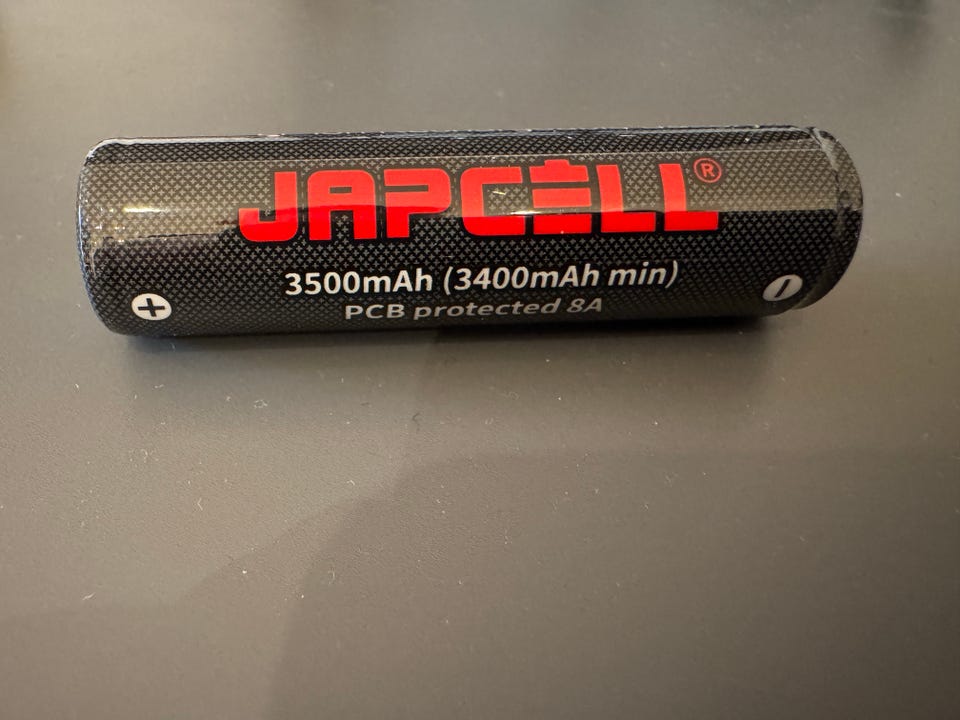 JAPCELL®
3500mAh (3400mAh min)
PCB protected 8A
+ -